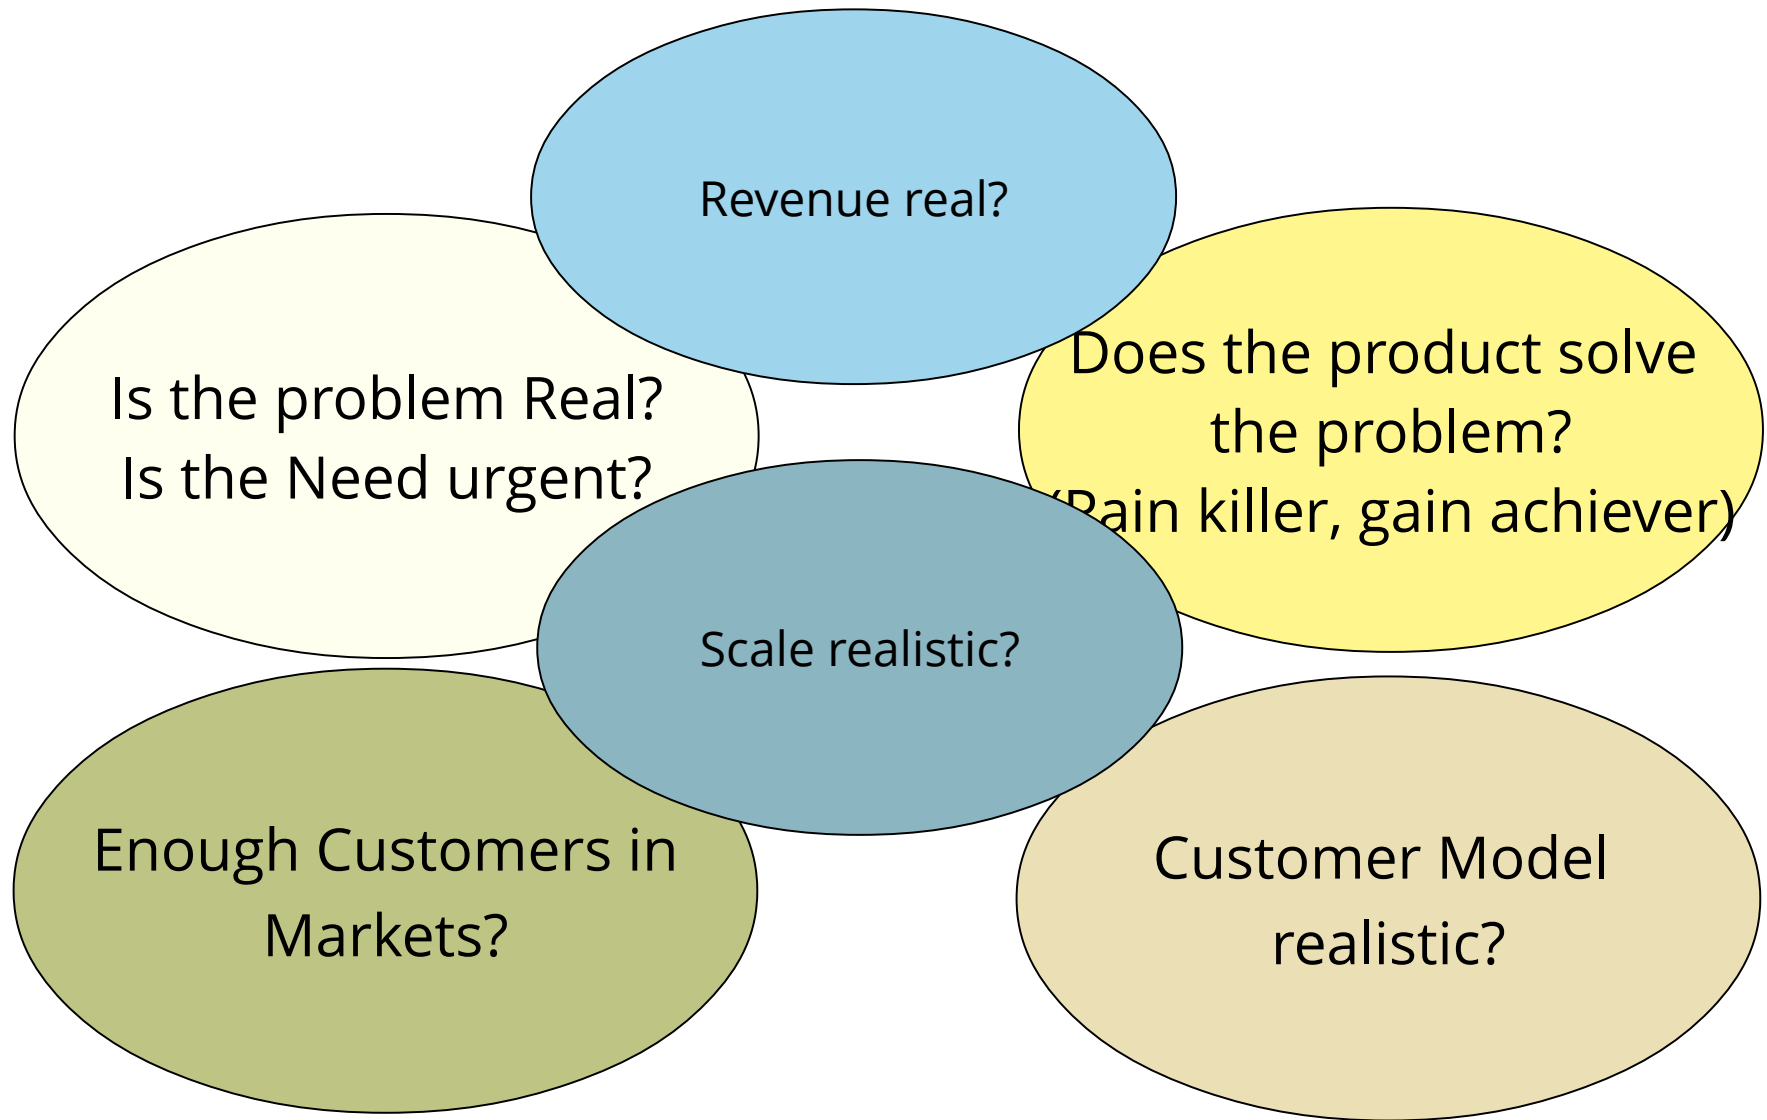 Revenue real?
Is the problem Real?
Is the Need urgent?
Does the product solve
the problem?
(Pain killer, gain achiever)
Scale realistic?
Enough Customers in
Markets?
Customer Model
realistic?